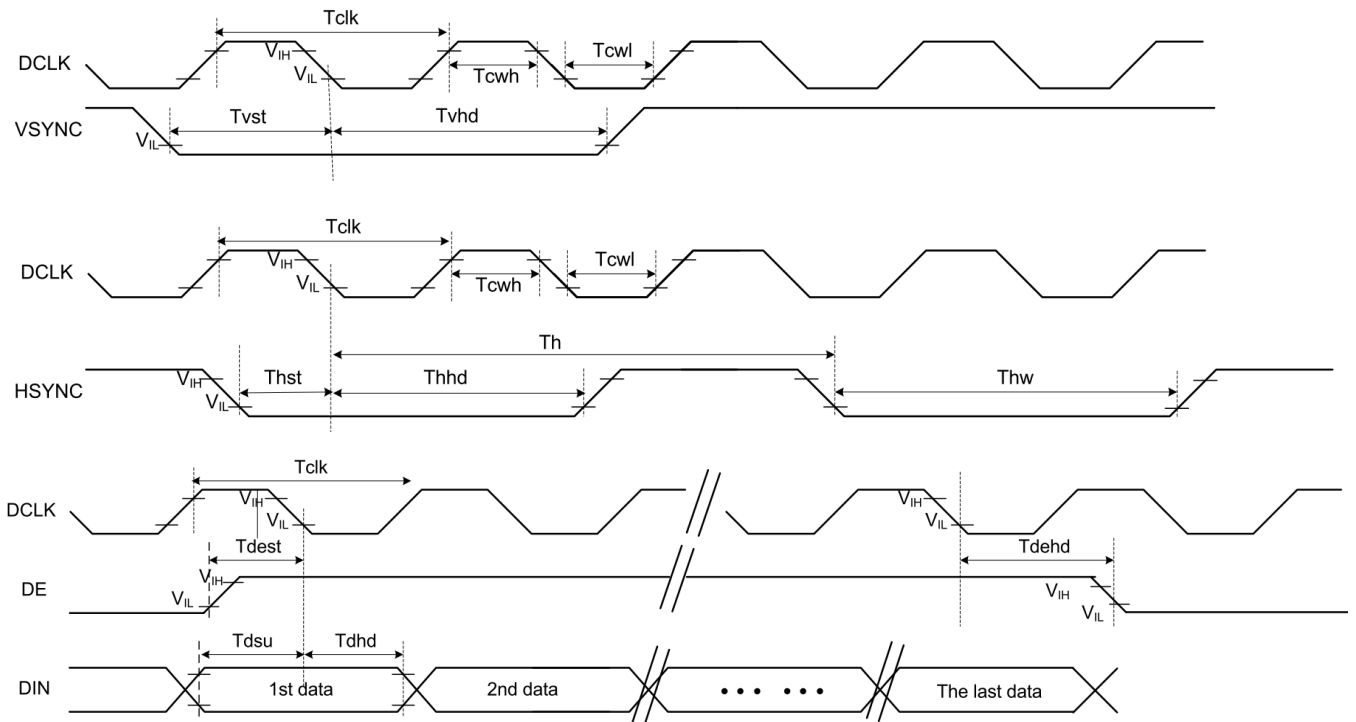 Tclk
DCLK
VIH
VIL
Tcwh
Tcwl
VSYNC
VIL
Tvst
Tvhd
Tclk
DCLK
VIH
VIL
Tcwh
Tcwl
Th
HSYNC
VIH
VIL
Thst
Thhd
Thw
Tclk
DCLK
VIH
VIL
VIH
VIL
Tdest
Tdehd
DE
VIH
VIL
VIH
VIL
Tdsu
Tdhd
DIN
1st data
2nd data
••• •••
The last data